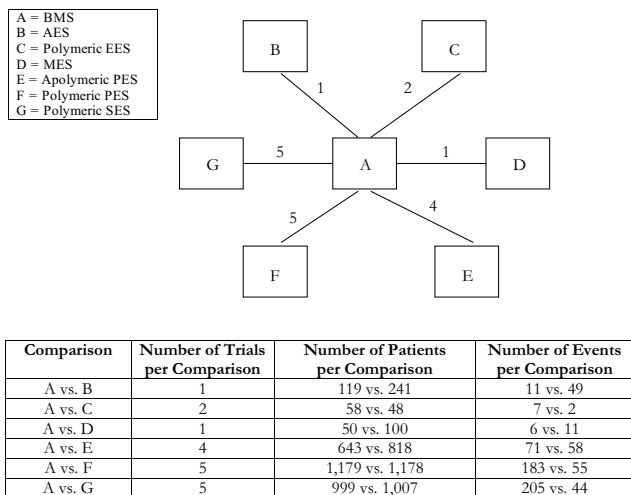 A = BMS
B = AES
C = Polymeric EES
D = MES
E = Apolymeric PES
F = Polymeric PES
G = Polymeric SES
B
C
1
2
G
5
A
1
D
5
4
F
E
Comparison Number of Trials per Comparison Number of Patients per Comparison Number of Events per Comparison
A vs. B 1 119 vs. 241 11 vs. 49
A vs. C 2 58 vs. 48 7 vs. 2
A vs. D 1 50 vs. 100 6 vs. 11
A vs. E 4 643 vs. 818 71 vs. 58
A vs. F 5 1,179 vs. 1,178 183 vs. 55
A vs. G 5 999 vs. 1,007 205 vs. 44